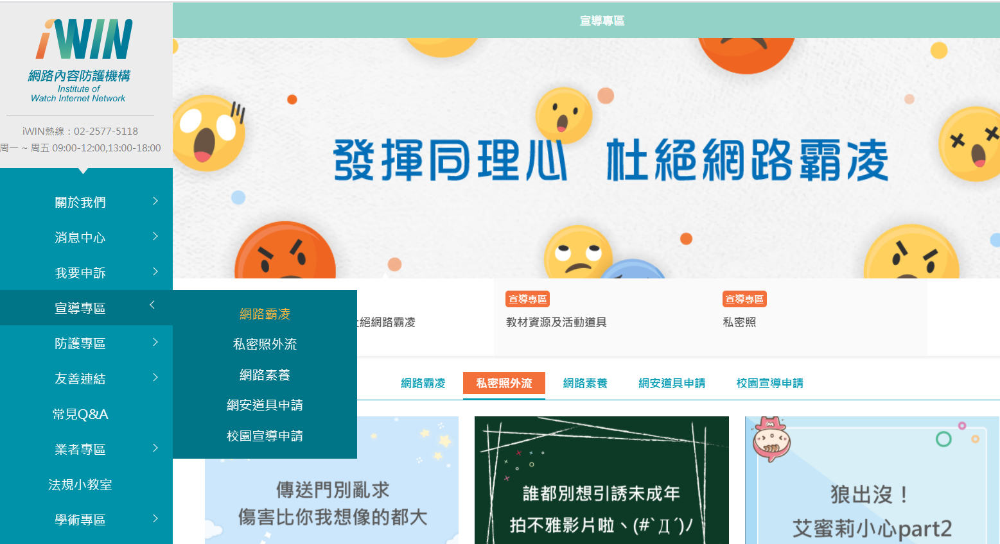 iWIN
網路內容防護機構
Institute of
Watch Internet Network
iWIN熱線：02-2577-5118
周一 ~ 周五 09:00-12:00,13:00-18:00
關於我們
消息中心
我要申訴
宣導專區
防護專區
友善連結
常見Q&A
業者專區
法規小教室
學術專區
網路霸凌
私密照外流
網路素養
網安道具申請
校園宣導申請
宣導專區
發揮同理心 杜絕網路霸凌
絕網路霸凌
宣導專區
教材資源及活動道具
宣導專區
私密照
網路霸凌 私密照外流 網路素養 網安道具申請 校園宣導申請
傳送門別亂求
傷害比你我想像的都大
誰都別想引誘未成年
拍不雅影片啦、(#`Д´)ﾉ
狼出沒！
艾蜜莉小心part2